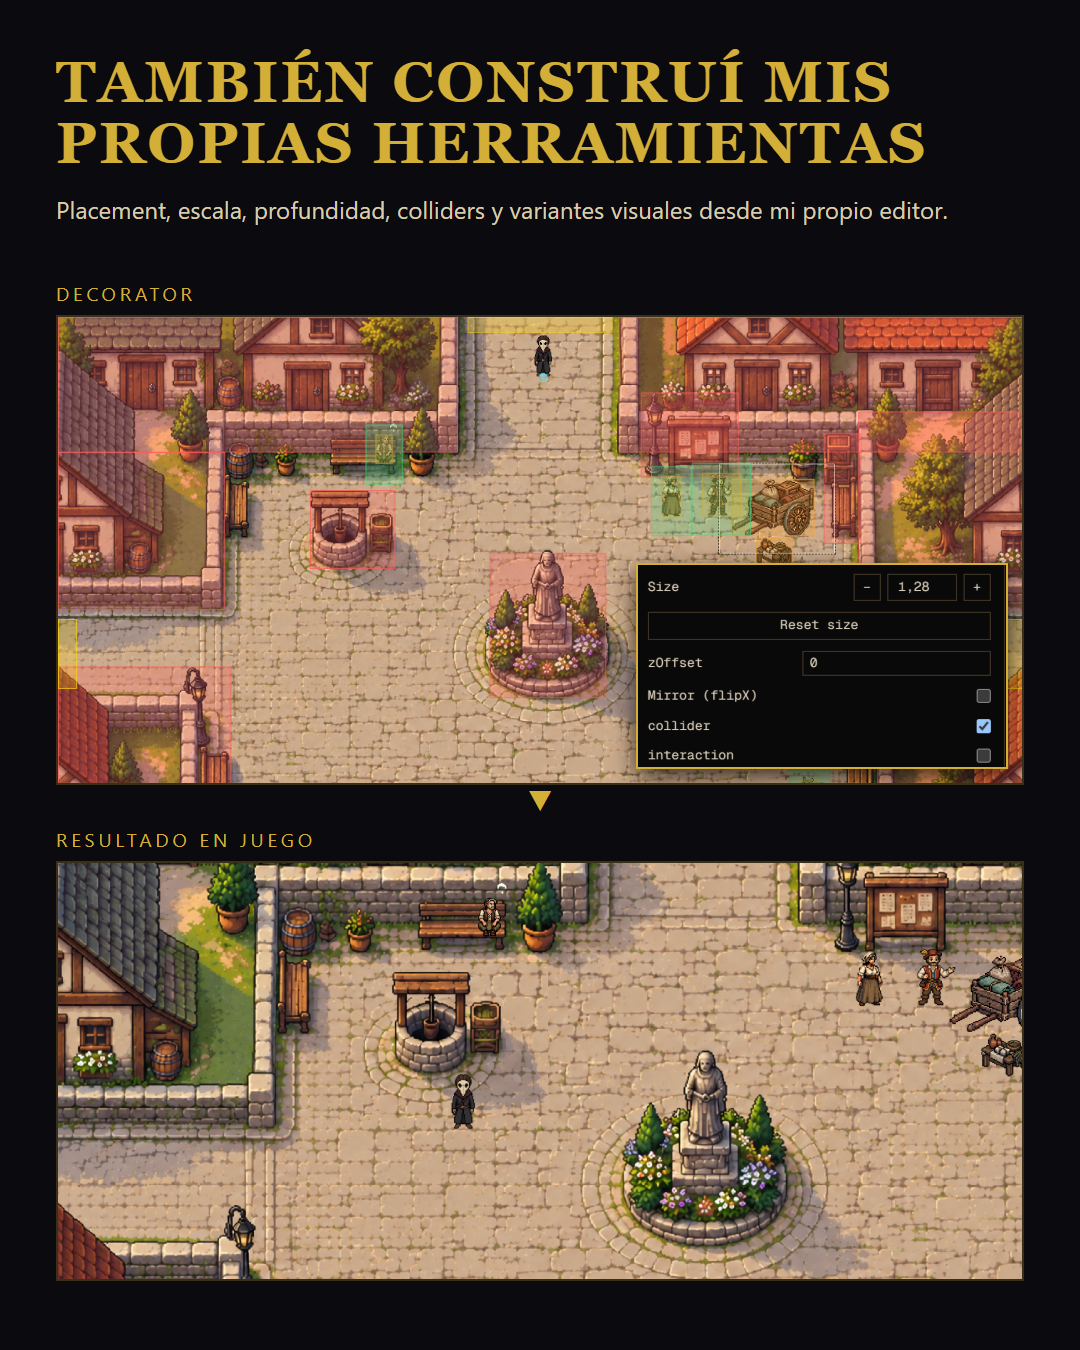 TAMBIÉN CONSTRUÍ MIS
PROPIAS HERRAMIENTAS
Placement, escala, profundidad, colliders y variantes visuales desde mi propio editor.
DECORATOR
Size - 1,28 +
Reset size
zOffset 0
Mirror (flipX)
collider
interaction
RESULTADO EN JUEGO